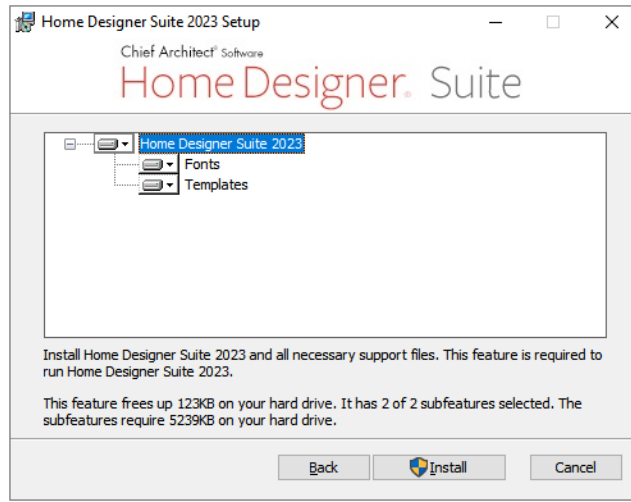 Home Designer Suite 2023 Setup
Chief Architect® Software
Home Designer® Suite
Home Designer Suite 2023
Fonts
Templates
Install Home Designer Suite 2023 and all necessary support files. This feature is required to
run Home Designer Suite 2023.
This feature frees up 123KB on your hard drive. It has 2 of 2 subfeatures selected. The
subfeatures require 5239KB on your hard drive.
Back Install Cancel